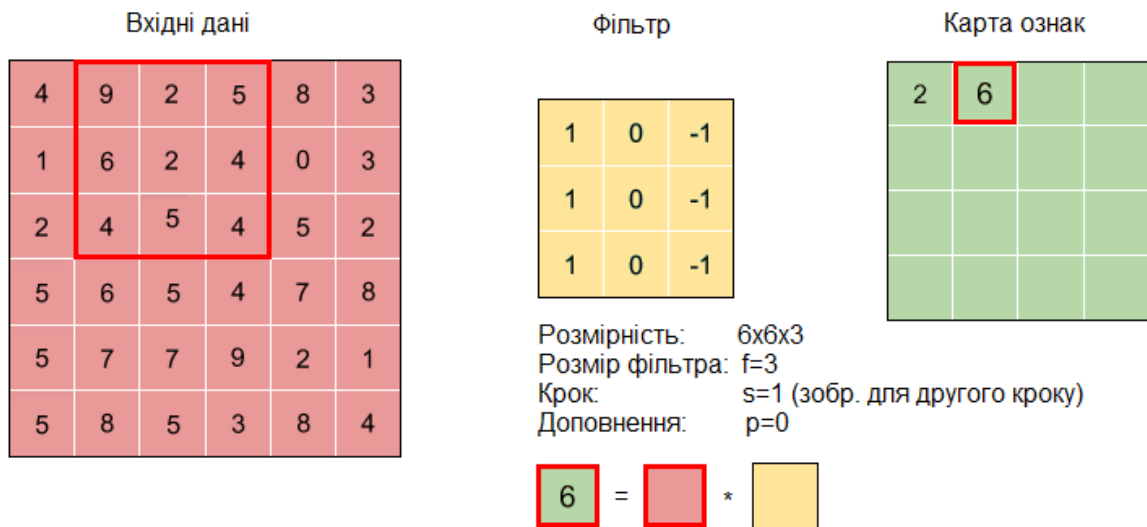 Вхідні дані
Фільтр
Карта ознак
4 9 2 5 8 3
1 6 2 4 0 3
2 4 5 4 5 2
5 6 5 4 7 8
5 7 7 9 2 1
5 8 5 3 8 4
1 0 -1
1 0 -1
1 0 -1
2 6
Розмірність: 6x6x3
Розмір фільтра: f=3
Крок: s=1 (зобр. для другого кроку)
Доповнення: p=0
6 = *